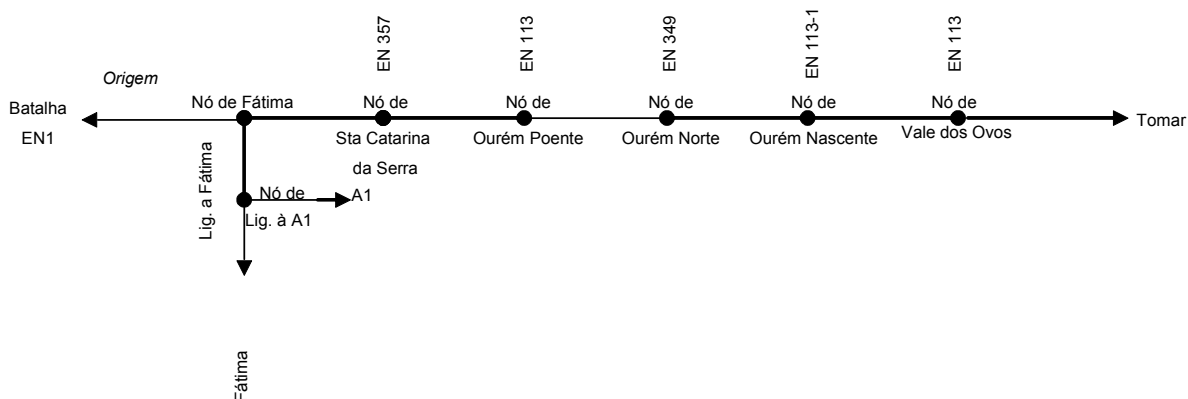 EN 357
EN 113
EN 349
EN 113-1
EN 113
Origem
Batalha
EN1
Nó de Fátima
Nó de
Sta Catarina
da Serra
Nó de
Ourém Poente
Nó de
Ourém Norte
Nó de
Ourém Nascente
Nó de
Vale dos Ovos
Tomar
Lig. a Fátima
Nó de
Lig. à A1
A1
Fátima